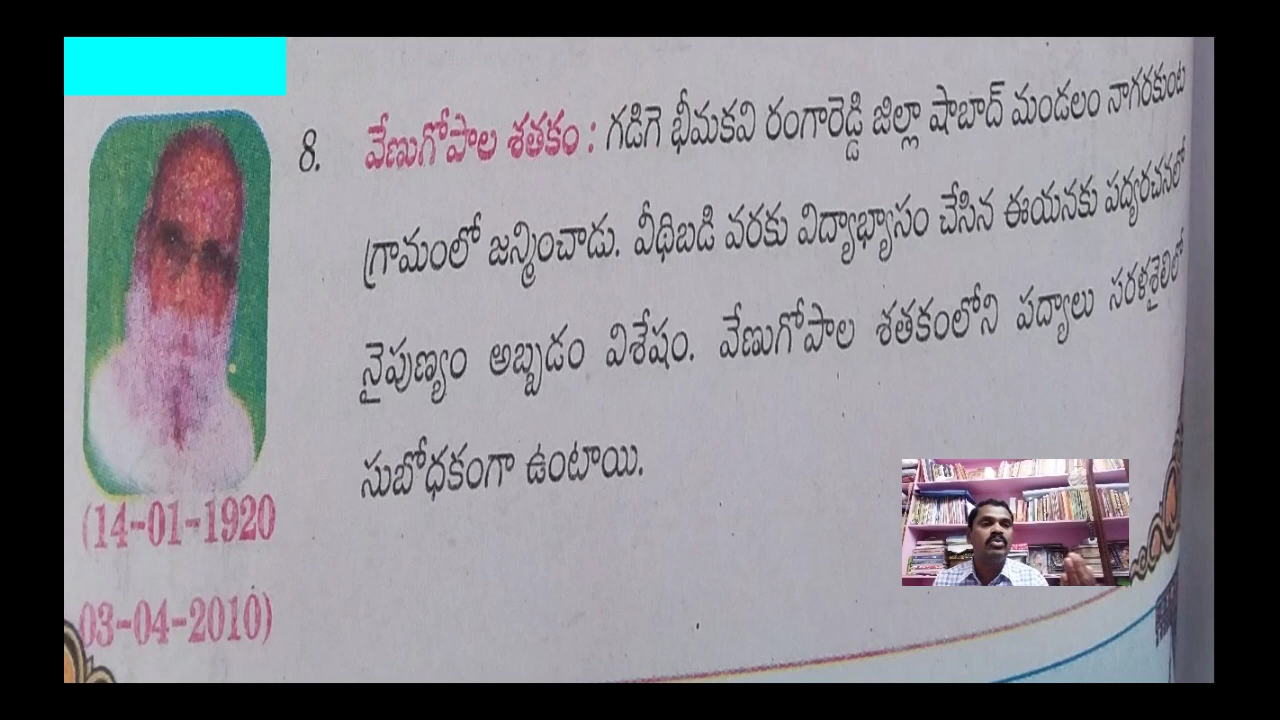 8. వేణుగోపాల శతకం : గడిగె భీమకవి రంగారెడ్డి జిల్లా షాబాద్ మండలం నాగరకుంట
గ్రామంలో జన్మించాడు. వీధిబడి వరకు విద్యాభ్యాసం చేసిన ఈయనకు పద్యరచనలో
నైపుణ్యం అబ్బడం విశేషం. వేణుగోపాల శతకంలోని పద్యాలు సరళశైలిలో
సుబోధకంగా ఉంటాయి.
(14-01-1920
03-04-2010)